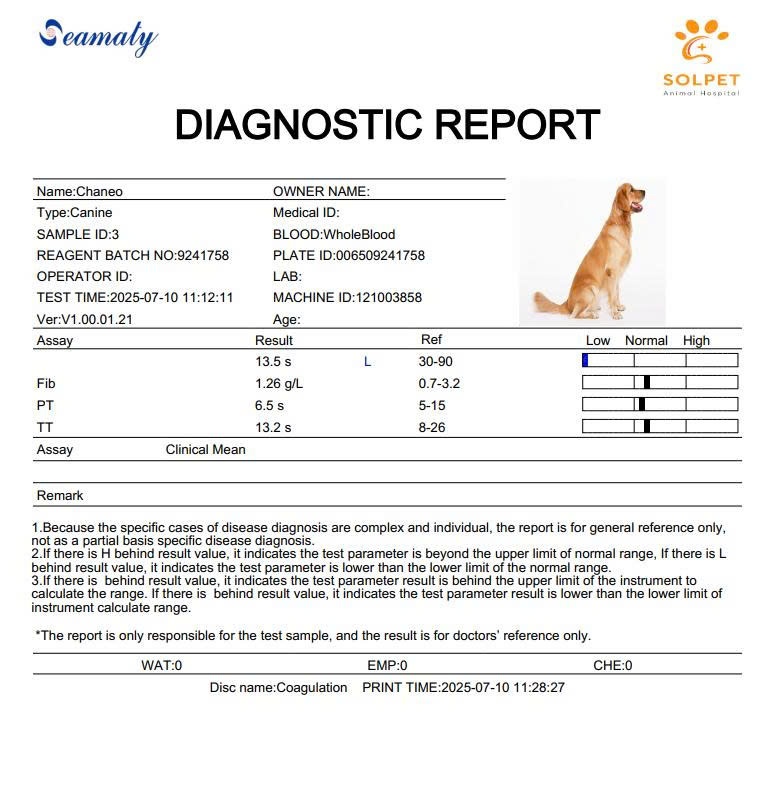 Seamaty
SOLPET
Animal Hospital
DIAGNOSTIC REPORT
Name:Chaneo OWNER NAME:
Type:Canine Medical ID:
SAMPLE ID:3 BLOOD:WholeBlood
REAGENT BATCH NO:9241758 PLATE ID:006509241758
OPERATOR ID: LAB:
TEST TIME:2025-07-10 11:12:11 MACHINE ID:121003858
Ver:V1.00.01.21 Age:
Assay Result Ref Low Normal High
13.5 s L 30-90
Fib 1.26 g/L 0.7-3.2
PT 6.5 s 5-15
TT 13.2 s 8-26
Assay Clinical Mean
Remark
1.Because the specific cases of disease diagnosis are complex and individual, the report is for general reference only,
not as a partial basis specific disease diagnosis.
2.If there is H behind result value, it indicates the test parameter is beyond the upper limit of normal range, If there is L
behind result value, it indicates the test parameter is lower than the lower limit of the normal range.
3.If there is  behind result value, it indicates the test parameter result is behind the upper limit of the instrument to
calculate the range. If there is  behind result value, it indicates the test parameter result is lower than the lower limit of
instrument calculate range.
*The report is only responsible for the test sample, and the result is for doctors' reference only.
WAT:0 EMP:0 CHE:0
Disc name:Coagulation PRINT TIME:2025-07-10 11:28:27